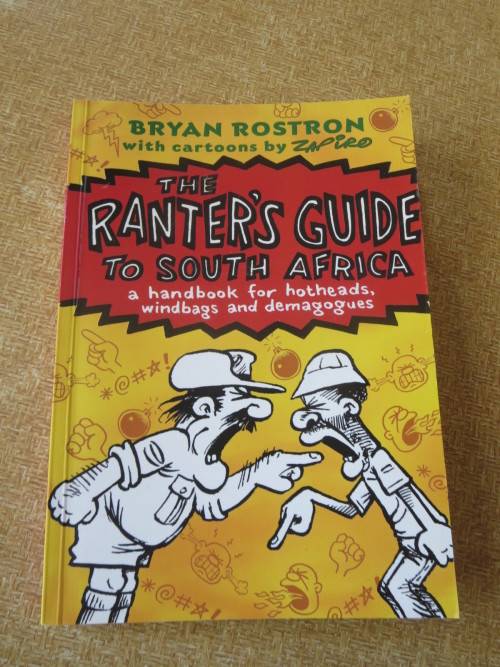 BRYAN ROSTRON
with cartoons by ZAPIRO
THE
RANTER'S GUIDE
TO SOUTH AFRICA
a handbook for hotheads,
windbags and demagogues
*@#*!
*@#*!
*@#*!